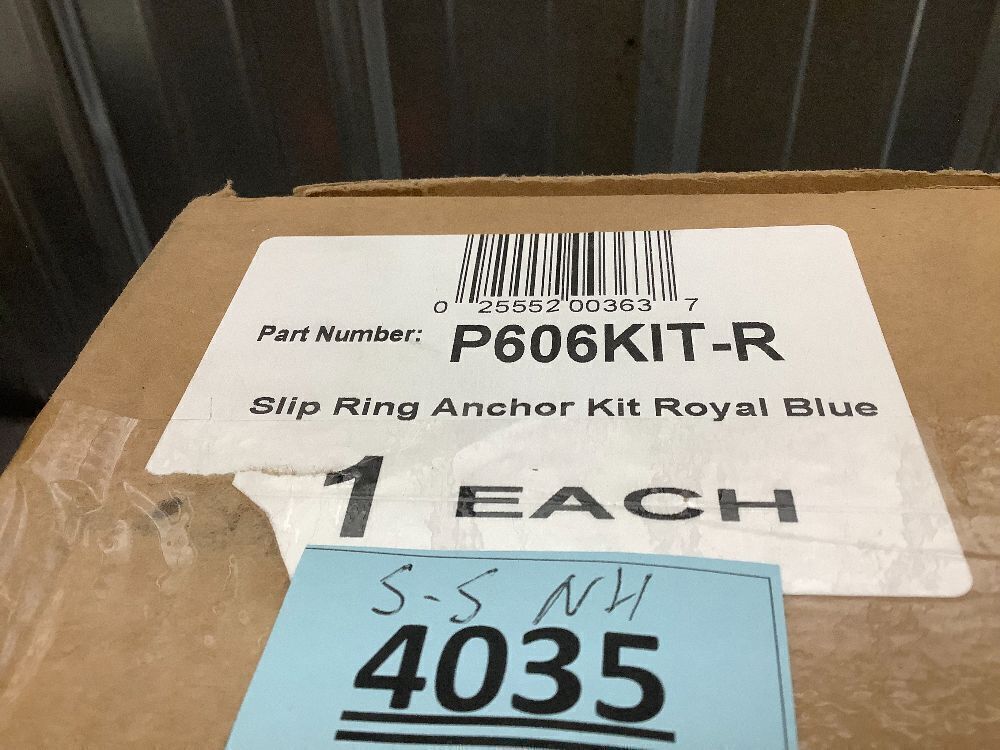 0 25552 00363 7
Part Number: P606KIT-R
Slip Ring Anchor Kit Royal Blue
1 EACH
S-S NH
4035